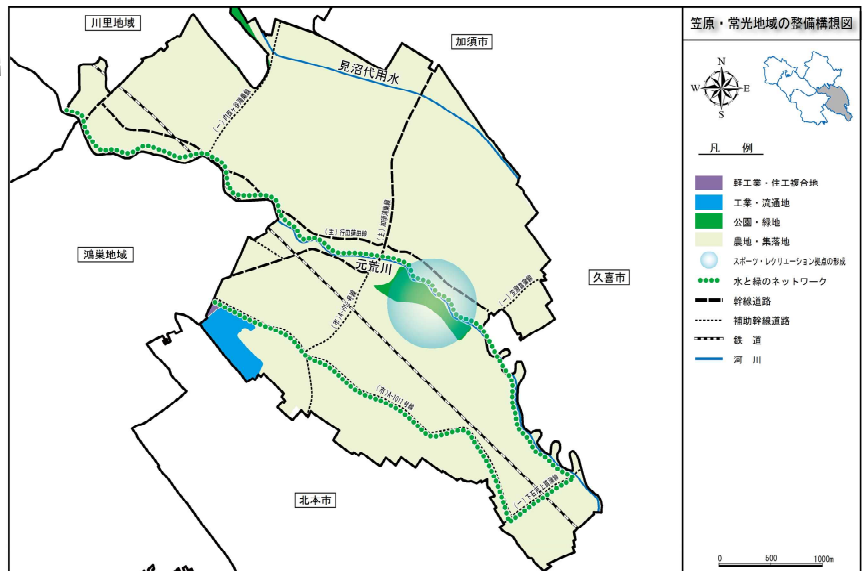 笠原・常光地域の整備構想図
川里地域
加須市
見沼代用水
N
W
E
S
凡 例
軽工業・住工複合地
工業・流通地
公園・緑地
農地・集落地
スポーツ・レクリエーション拠点の形成
水と緑のネットワーク
幹線道路
補助幹線道路
鉄 道
河 川
鴻巣地域
元荒川
久喜市
北本市
0 500 1000m